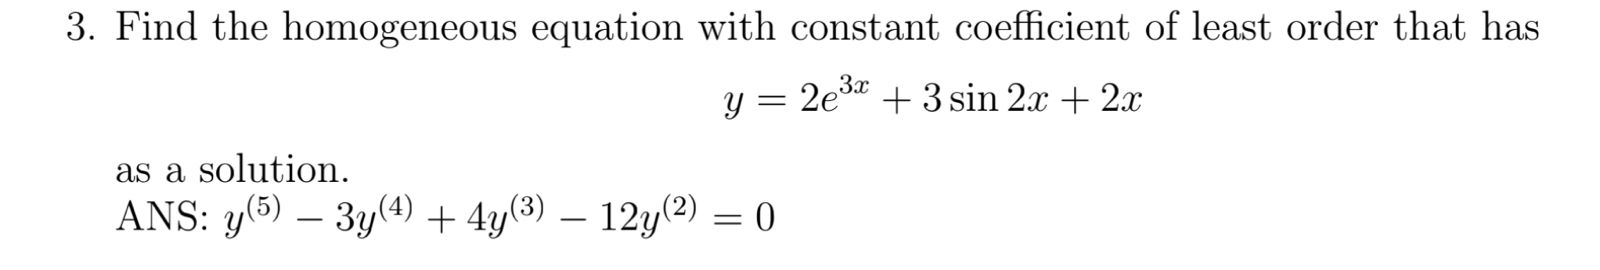 3. Find the homogeneous equation with constant coefficient of least order that has
y = 2e^{3x} + 3 sin 2x + 2x
as a solution.
ANS: y^{(5)} − 3y^{(4)} + 4y^{(3)} − 12y^{(2)} = 0